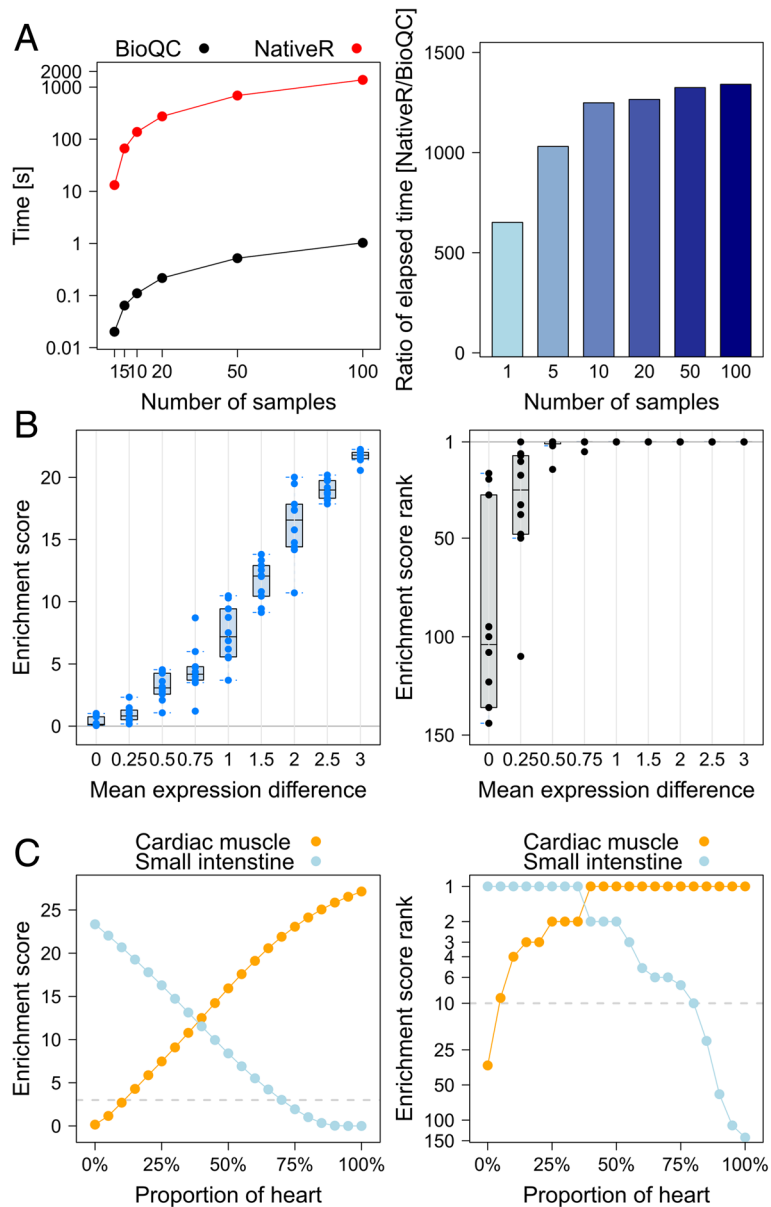 A
BioQC
NativeR
Time [s]
2000
1000
100
10
1
0.1
0.01
1 5 10 20 50 100
Number of samples
Ratio of elapsed time [NativeR/BioQC]
1500
1000
500
0
1 5 10 20 50 100
Number of samples
B
Enrichment score
20
15
10
5
0
0 0.25 0.5 0.75 1 1.5 2 2.5 3
Mean expression difference
Enrichment score rank
1
50
100
150
0 0.25 0.5 0.75 1 1.5 2 2.5 3
Mean expression difference
C
Cardiac muscle
Small intenstine
Enrichment score
25
20
15
10
5
0
0% 25% 50% 75% 100%
Proportion of heart
Cardiac muscle
Small intenstine
Enrichment score rank
1
2
3
4
6
10
25
50
100
150
0% 25% 50% 75% 100%
Proportion of heart